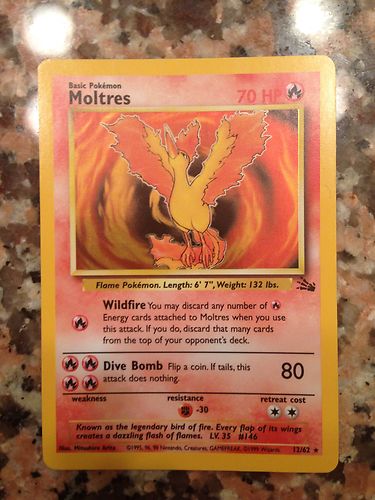 Basic Pokémon
Moltres 70 HP
Flame Pokémon. Length: 6' 7", Weight: 132 lbs.
Wildfire You may discard any number of
Energy cards attached to Moltres when you use
this attack. If you do, discard that many cards
from the top of your opponent's deck.
Dive Bomb Flip a coin. If tails, this
attack does nothing.
80
weakness resistance retreat cost
-30
Known as the legendary bird of fire. Every flap of its wings
creates a dazzling flash of flames. LV. 35 #146
Illus. Mitsuhiro Arita ©1995, 96, 98 Nintendo, Creatures, GAMEFREAK. ©1999 Wizards. 12/62 ★